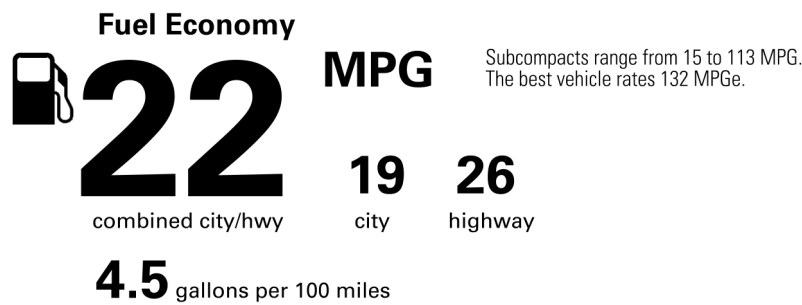 Fuel Economy
22 MPG
Subcompacts range from 15 to 113 MPG.
The best vehicle rates 132 MPGe.
19 26
combined city/hwy city highway
4.5 gallons per 100 miles